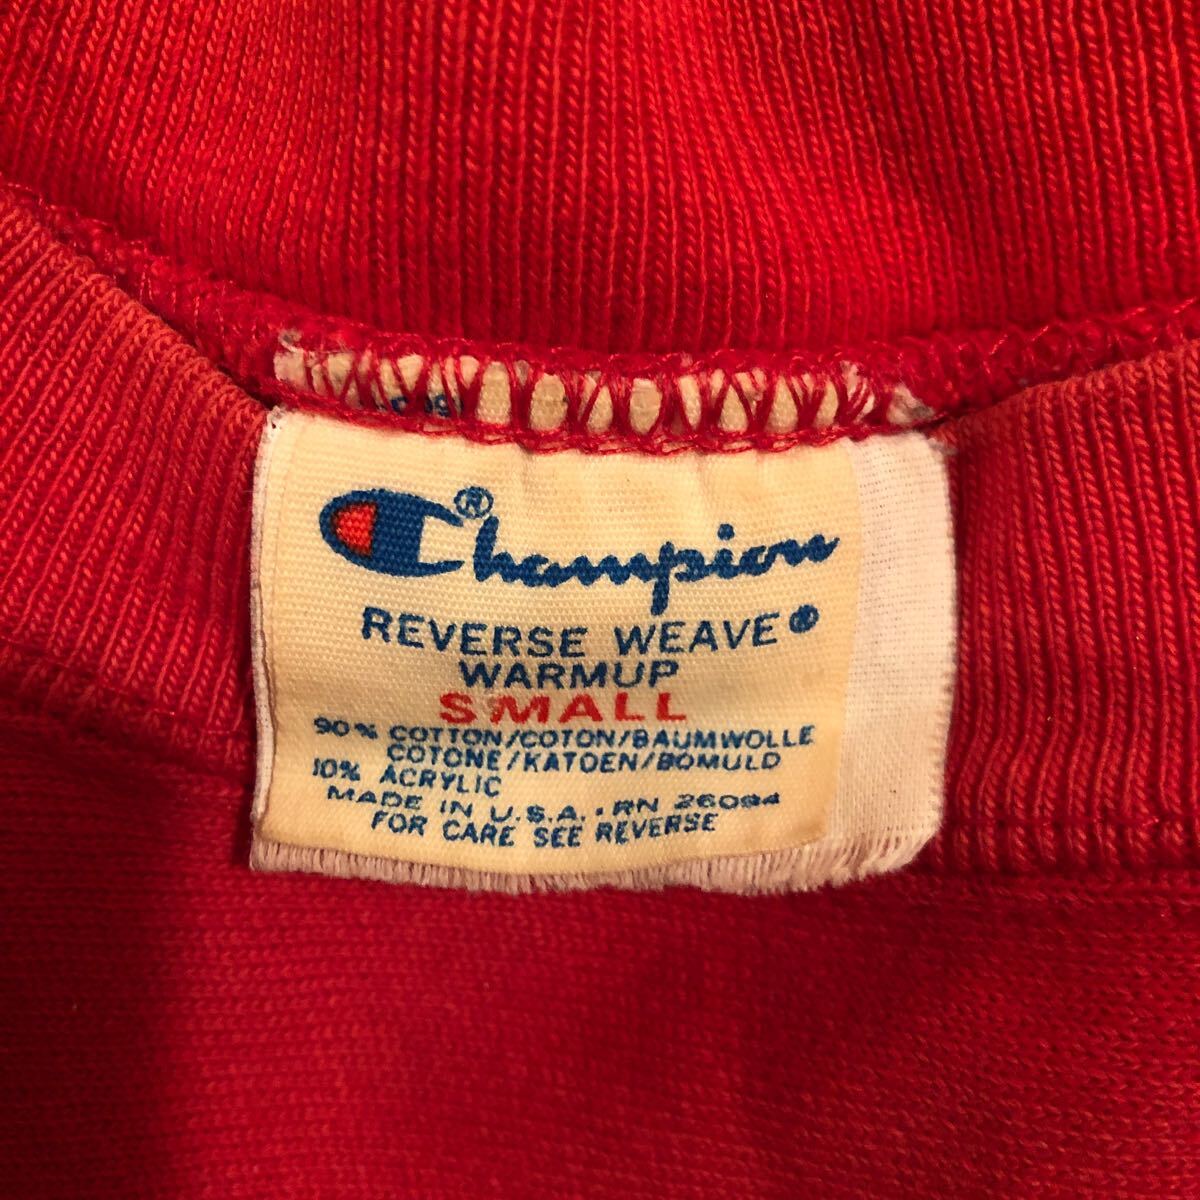 Champion®
REVERSE WEAVE®
WARMUP
SMALL
90% COTTON/COTON/BAUMWOLLE
COTONE/KATOEN/BOMULD
10% ACRYLIC
MADE IN U.S.A. . RN 26094
FOR CARE SEE REVERSE